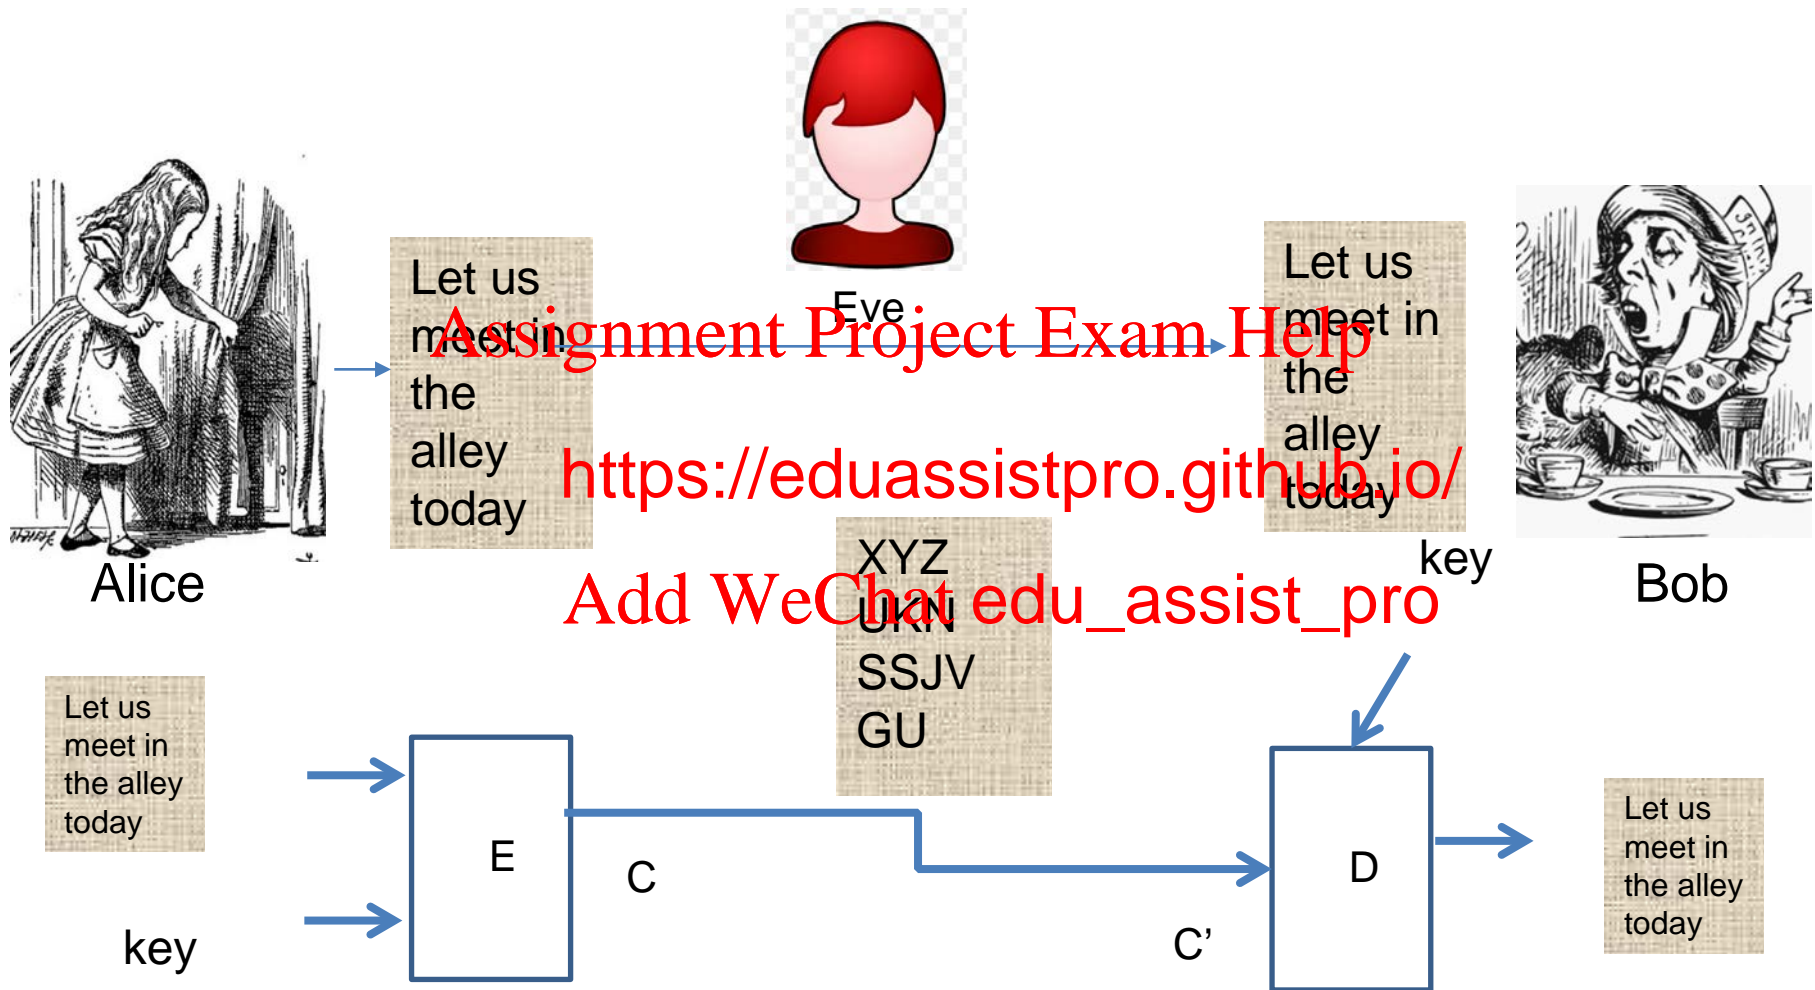 Eve
Let us
meet in
the
alley
today
Let us
meet in
the
alley
today
Assignment Project Exam Help
https://eduassistpro.github.io/
Add WeChat edu_assist_pro
Alice
key
Bob
XYZ
UKN
SSJV
GU
Let us
meet in
the alley
today
key
E
C
C’
D
Let us
meet in
the alley
today